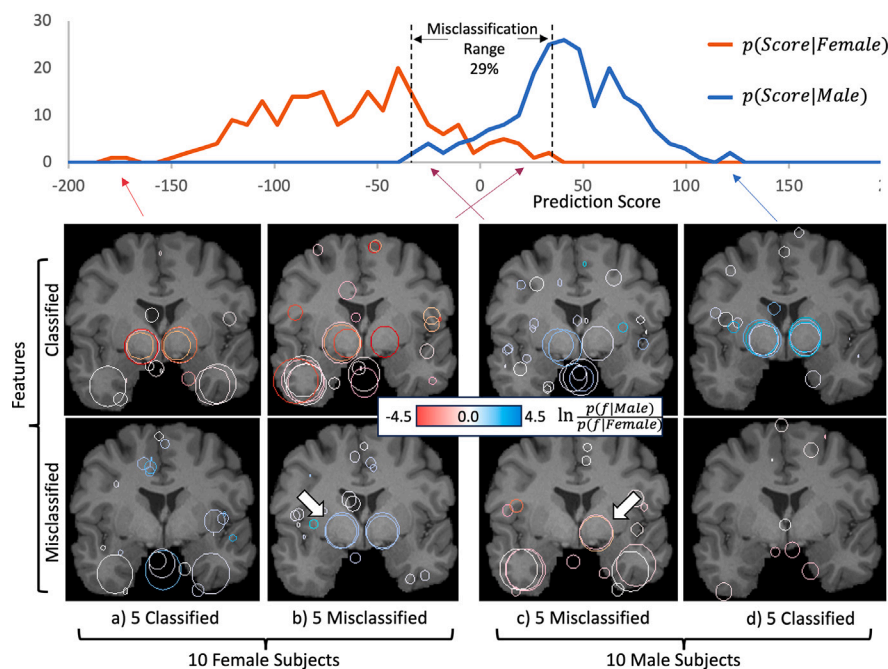 30
20
10
0
Misclassification
Range
29%
p(Score|Female)
p(Score|Male)
-200 -150 -100 -50 0 50 100 150 2
Prediction Score
Features
Classified
Misclassified
-4.5 0.0 4.5 ln p(f|Male)
p(f|Female)
a) 5 Classified b) 5 Misclassified c) 5 Misclassified d) 5 Classified
10 Female Subjects 10 Male Subjects